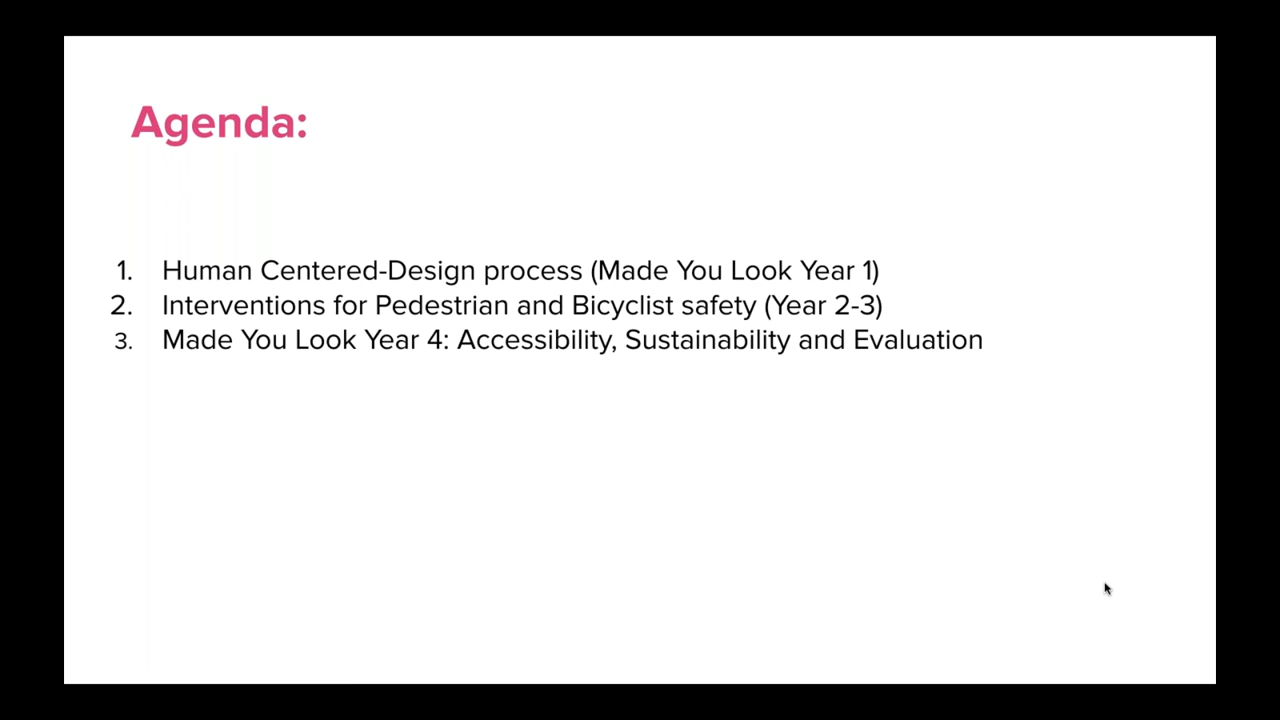 Agenda:
1. Human Centered-Design process (Made You Look Year 1)
2. Interventions for Pedestrian and Bicyclist safety (Year 2-3)
3. Made You Look Year 4: Accessibility, Sustainability and Evaluation